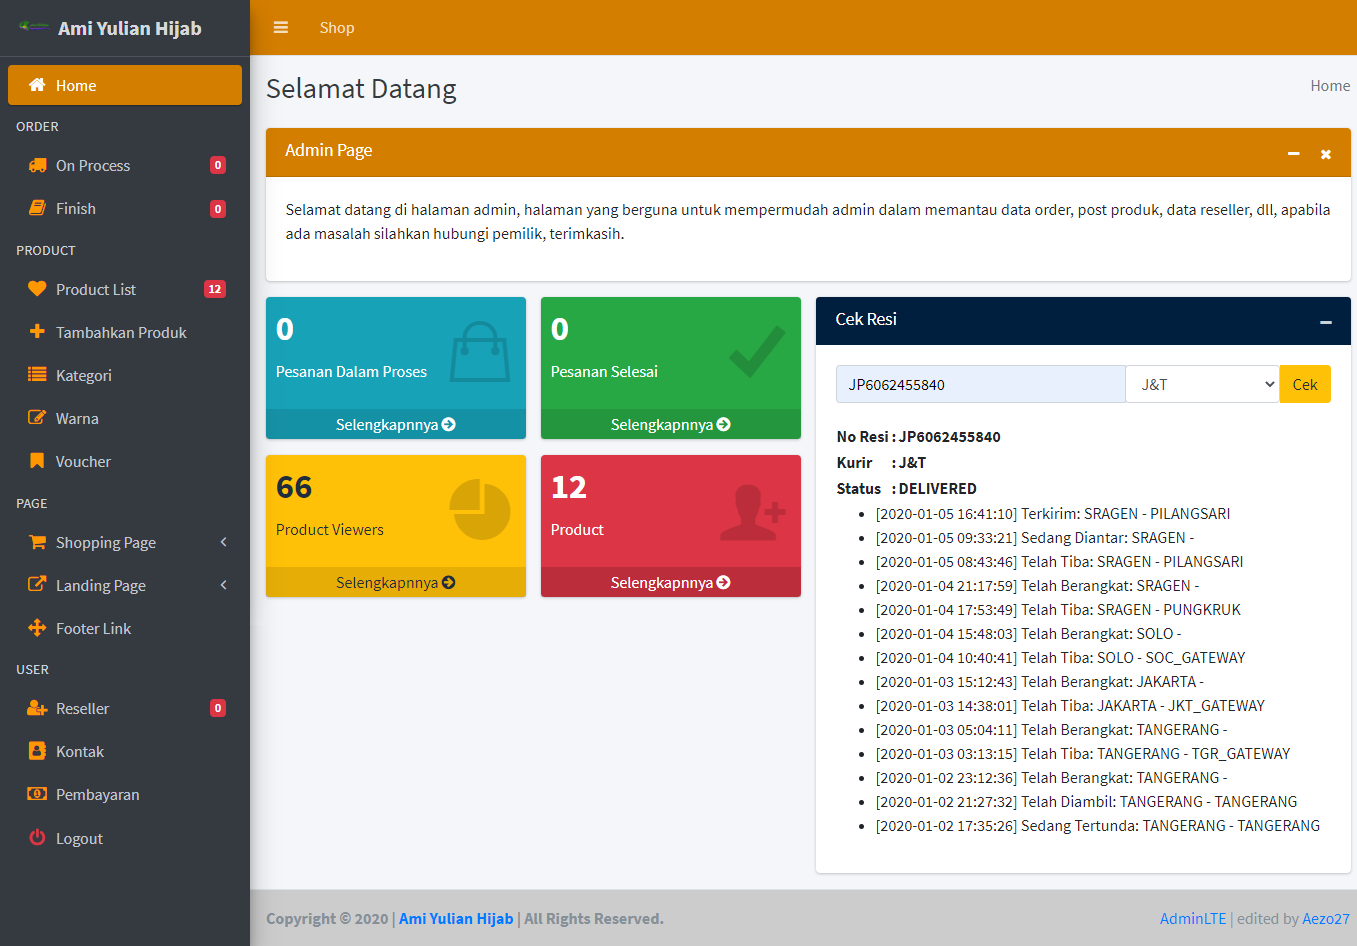 Ami Yulian Hijab
Home
ORDER
On Process 0
Finish 0
PRODUCT
Product List 12
Tambahkan Produk
Kategori
Warna
Voucher
PAGE
Shopping Page
Landing Page
Footer Link
USER
Reseller 0
Kontak
Pembayaran
Logout
Shop
Selamat Datang
Home
Admin Page
Selamat datang di halaman admin, halaman yang berguna untuk mempermudah admin dalam memantau data order, post produk, data reseller, dll, apabila
ada masalah silahkan hubungi pemilik, terimkasih.
0
Pesanan Dalam Proses
Selengkapnnya
0
Pesanan Selesai
Selengkapnnya
66
Product Viewers
Selengkapnnya
12
Product
Selengkapnnya
Cek Resi
JP6062455840 J&T Cek
No Resi : JP6062455840
Kurir : J&T
Status : DELIVERED
[2020-01-05 16:41:10] Terkirim: SRAGEN - PILANGSARI
[2020-01-05 09:33:21] Sedang Diantar: SRAGEN -
[2020-01-05 08:43:46] Telah Tiba: SRAGEN - PILANGSARI
[2020-01-04 21:17:59] Telah Berangkat: SRAGEN -
[2020-01-04 17:53:49] Telah Tiba: SRAGEN - PUNGKRUK
[2020-01-04 15:48:03] Telah Berangkat: SOLO -
[2020-01-04 10:40:41] Telah Tiba: SOLO - SOC_GATEWAY
[2020-01-03 15:12:43] Telah Berangkat: JAKARTA -
[2020-01-03 14:38:01] Telah Tiba: JAKARTA - JKT_GATEWAY
[2020-01-03 05:04:11] Telah Berangkat: TANGERANG -
[2020-01-03 03:13:15] Telah Tiba: TANGERANG - TGR_GATEWAY
[2020-01-02 23:12:36] Telah Berangkat: TANGERANG -
[2020-01-02 21:27:32] Telah Diambil: TANGERANG - TANGERANG
[2020-01-02 17:35:26] Sedang Tertunda: TANGERANG - TANGERANG
Copyright © 2020 | Ami Yulian Hijab | All Rights Reserved.
AdminLTE | edited by Aezo27